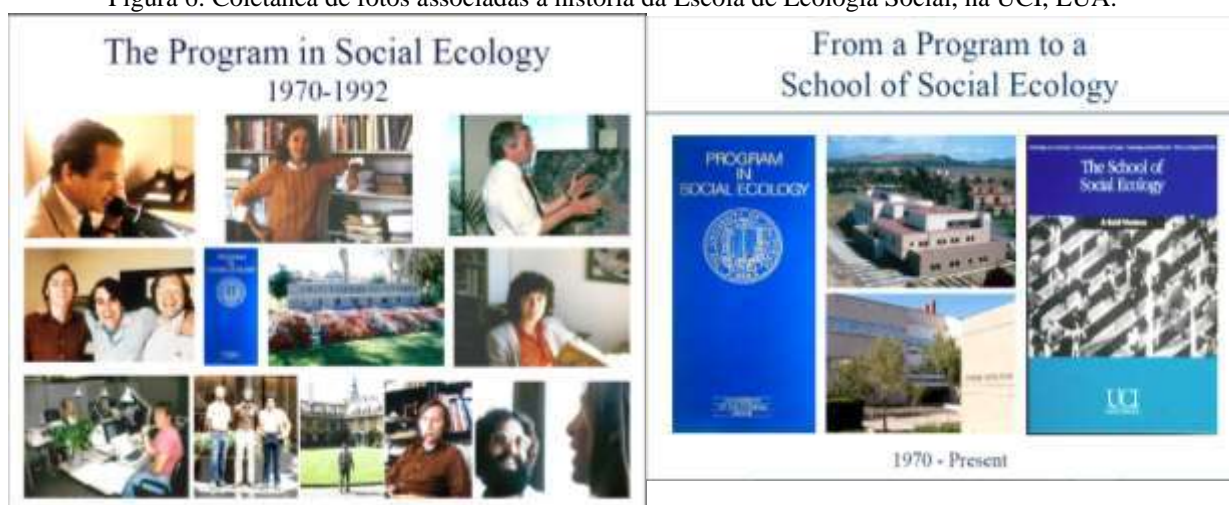 Figura 6: Coletânea de fotos associadas à história da Escola de Ecologia Social, na UCI, EUA.
The Program in Social Ecology
1970-1992
From a Program to a
School of Social Ecology
PROGRAM
IN
SOCIAL ECOLOGY
The School of
Social Ecology
UCI
1970 - Present